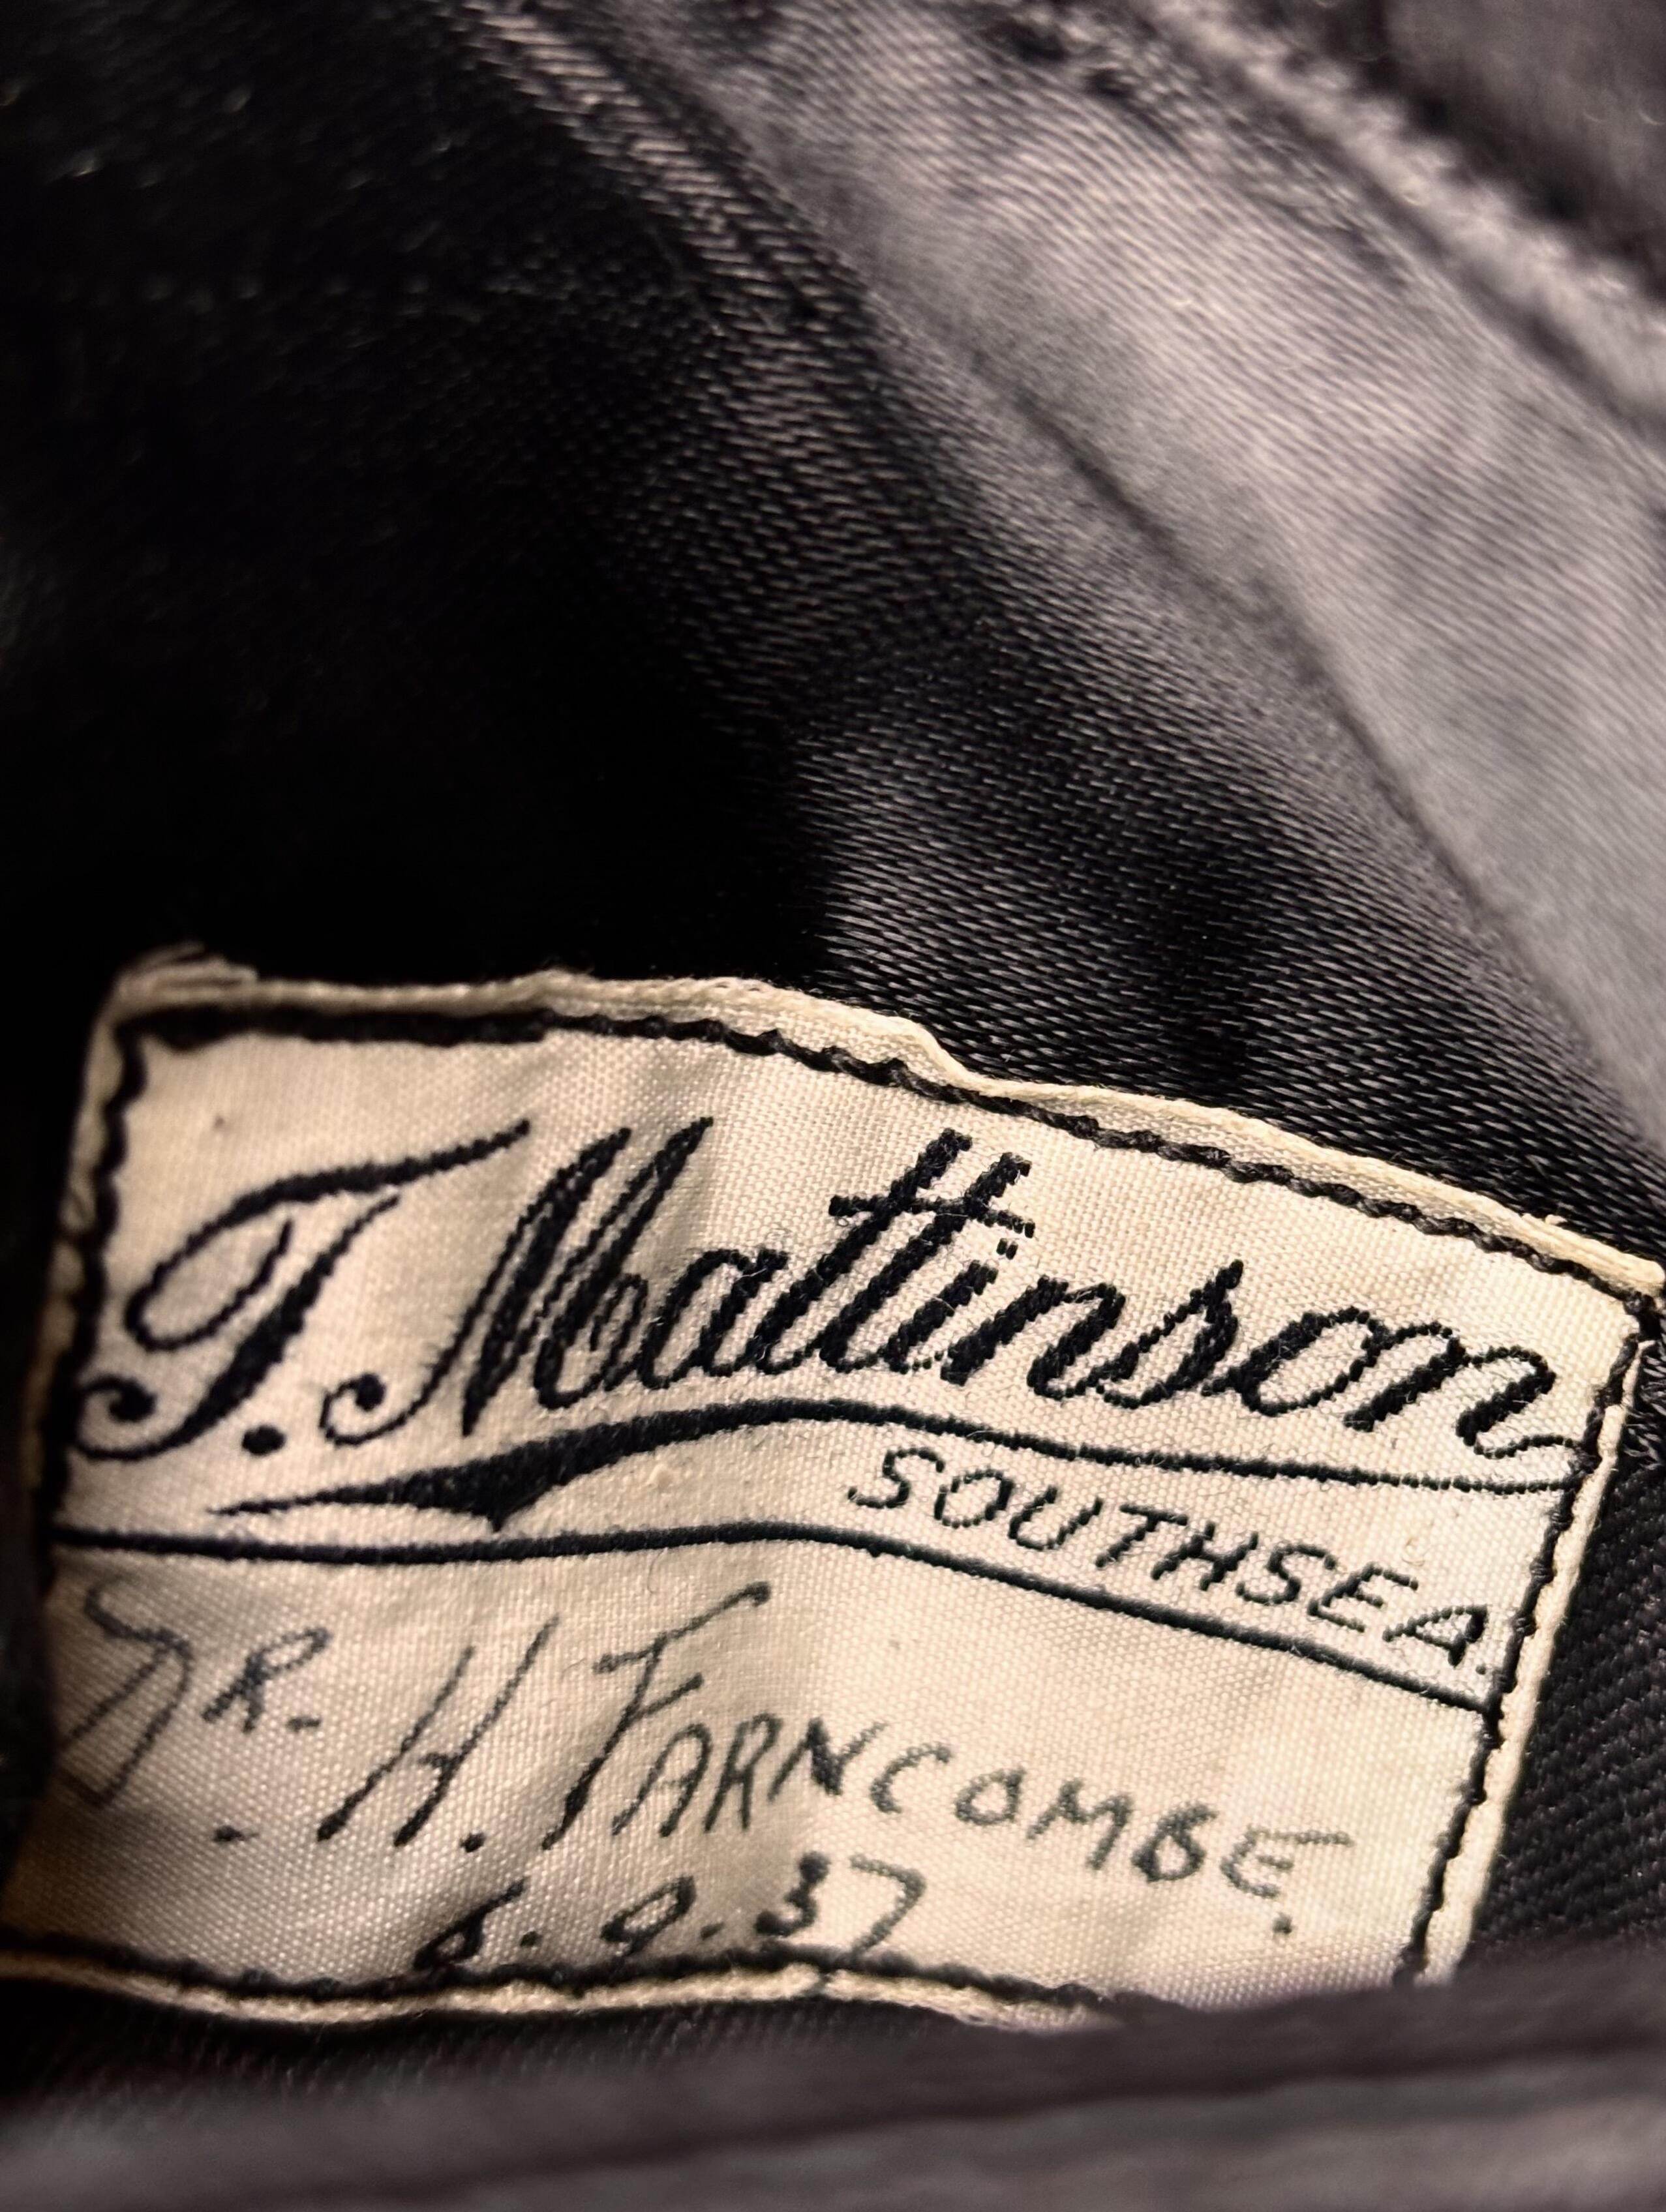 T. Mattinson
SOUTHSEA.
H. FARNCOMBE.
6.9.37